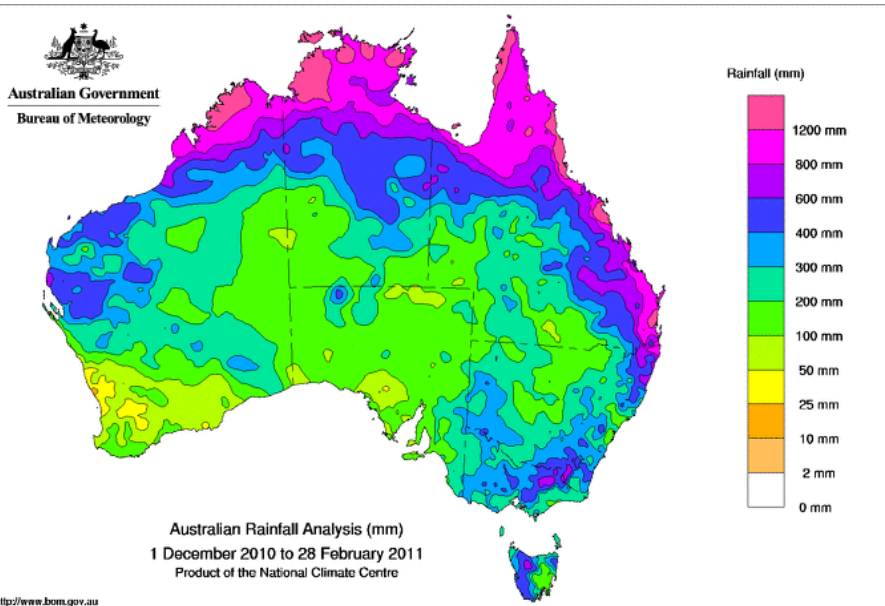 Australian Government
Bureau of Meteorology
Rainfall (mm)
1200 mm
800 mm
600 mm
400 mm
300 mm
200 mm
100 mm
50 mm
25 mm
10 mm
2 mm
0 mm
Australian Rainfall Analysis (mm)
1 December 2010 to 28 February 2011
Product of the National Climate Centre
ttp://www.bom.gov.au